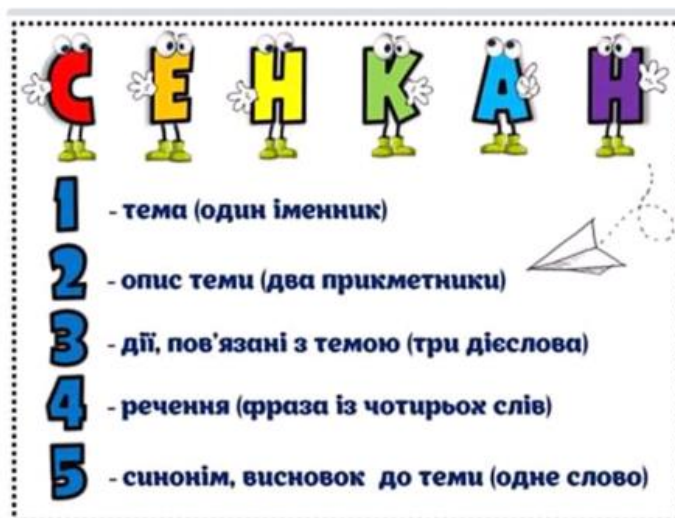 СЕНКАН
1 - тема (один іменник)
2 - опис теми (два прикметники)
3 - дії, пов'язані з темою (три дієслова)
4 - речення (фраза із чотирьох слів)
5 - синонім, висновок до теми (одне слово)